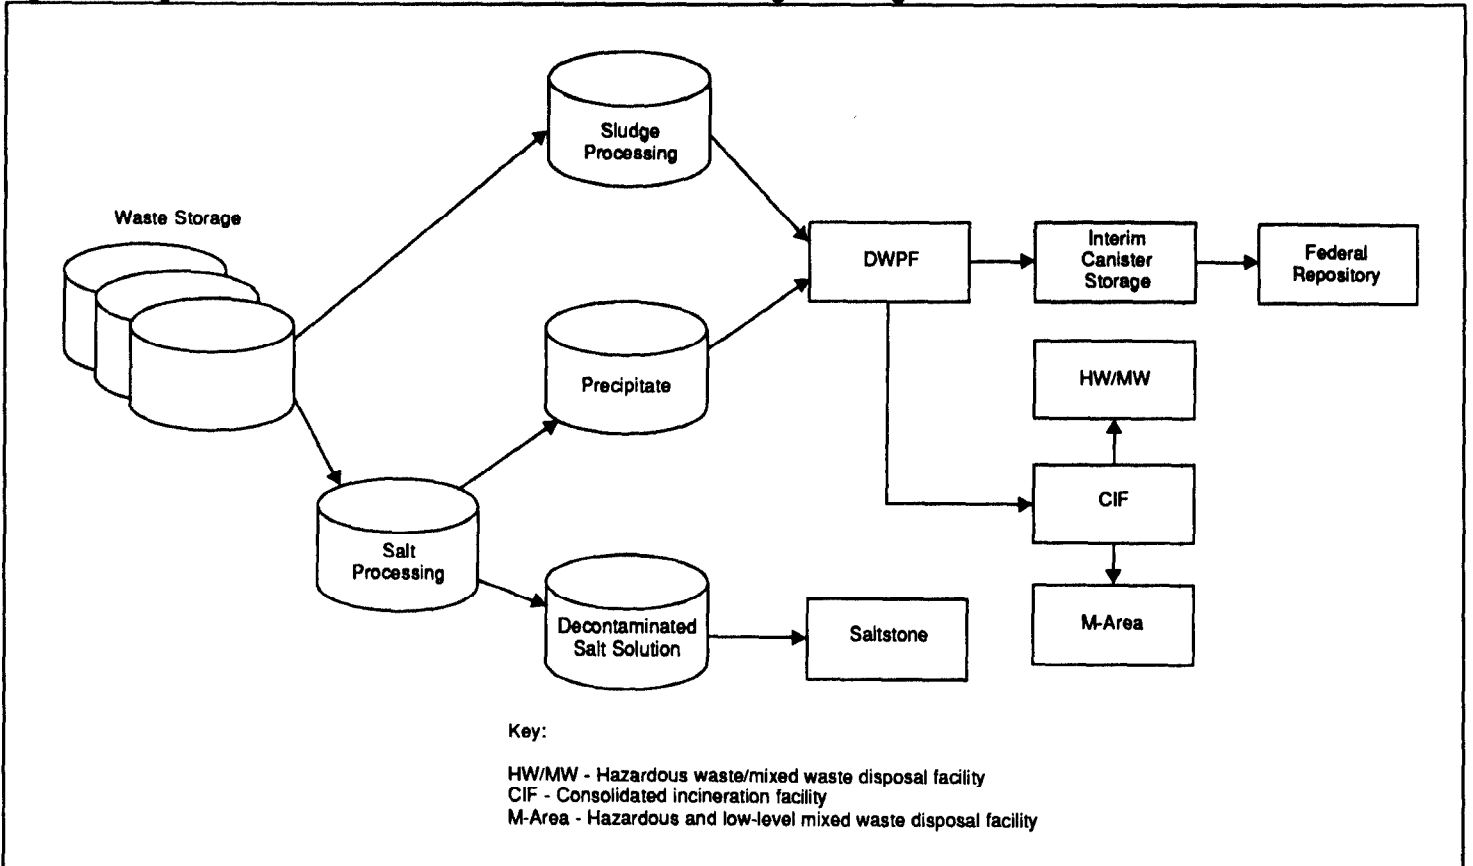 Waste Storage
Sludge
Processing
DWPF
Interim
Canister
Storage
Federal
Repository
Precipitate
HW/MW
CIF
Salt
Processing
Decontaminated
Salt Solution
Saltstone
M-Area
Key:
HW/MW - Hazardous waste/mixed waste disposal facility
CIF - Consolidated incineration facility
M-Area - Hazardous and low-level mixed waste disposal facility